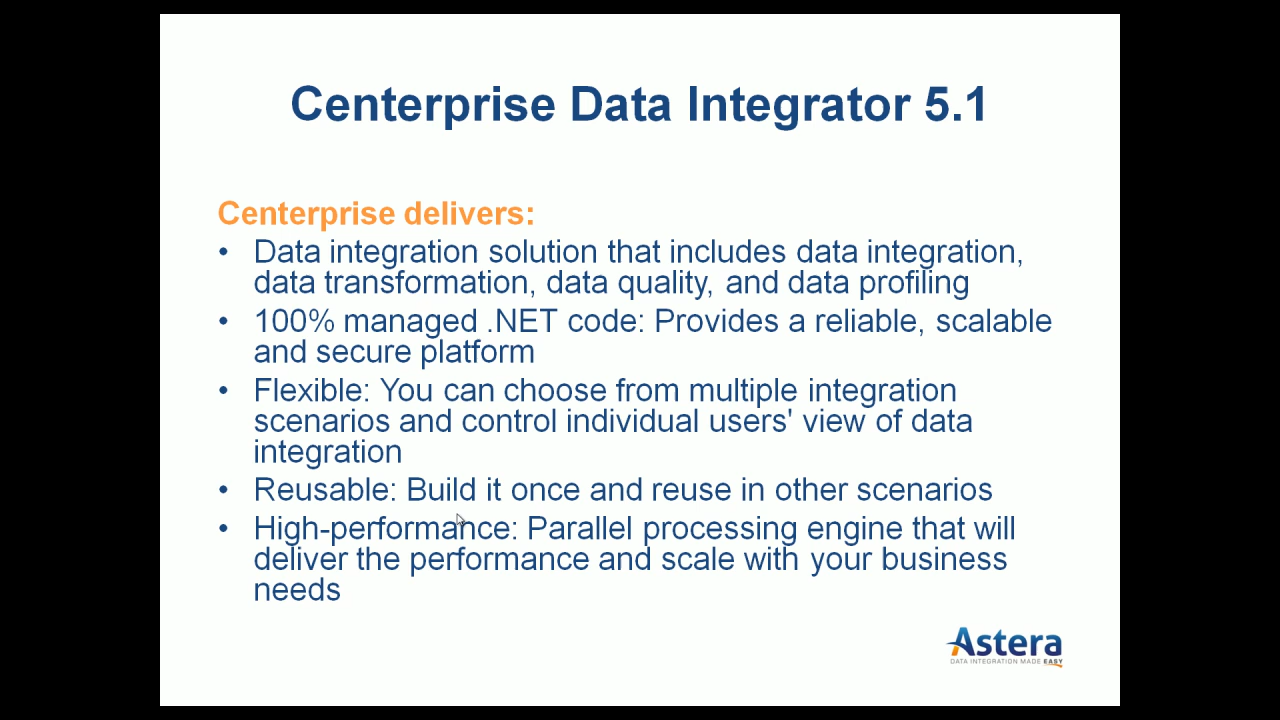 Centerprise Data Integrator 5.1
Centerprise delivers:
• Data integration solution that includes data integration,
data transformation, data quality, and data profiling
• 100% managed .NET code: Provides a reliable, scalable
and secure platform
• Flexible: You can choose from multiple integration
scenarios and control individual users' view of data
integration
• Reusable: Build it once and reuse in other scenarios
• High-performance: Parallel processing engine that will
deliver the performance and scale with your business
needs
Astera
DATA INTEGRATION MADE EASY